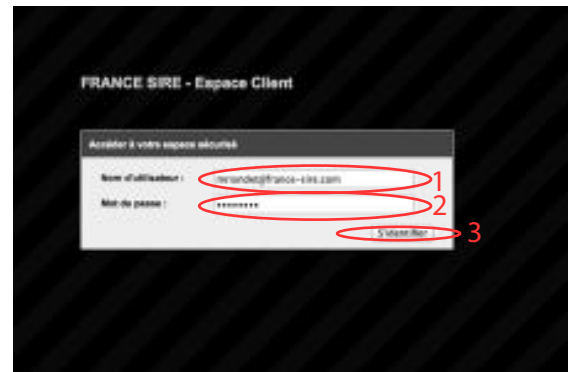 FRANCE SIRE - Espace Client
Accéder à votre espace sécurisé
Nom d'utilisateur :
1
Mot de passe : ••••••••
2
S'identifier
3